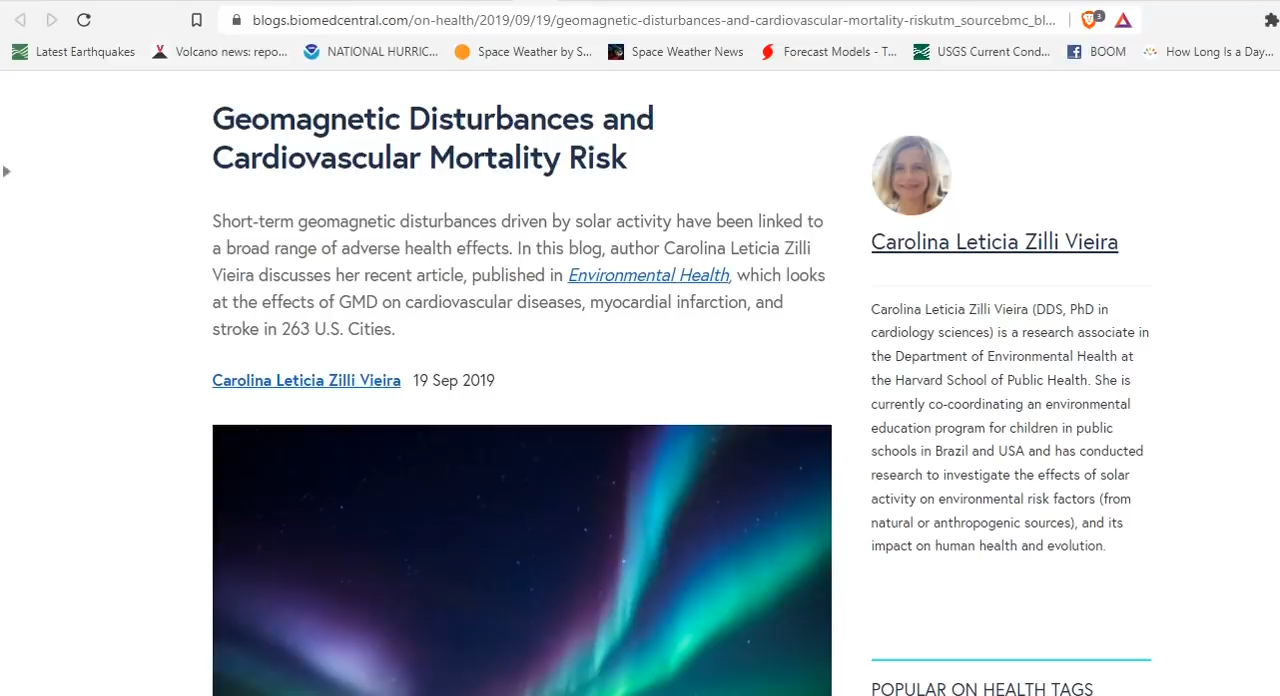 blogs.biomedcentral.com/on-health/2019/09/19/geomagnetic-disturbances-and-cardiovascular-mortality-riskutm_sourcebmc_bl...
3
Latest Earthquakes Volcano news: repo... NATIONAL HURRIC... Space Weather by S... Space Weather News Forecast Models - T... USGS Current Cond... BOOM How Long Is a Day...
Geomagnetic Disturbances and
Cardiovascular Mortality Risk
Short-term geomagnetic disturbances driven by solar activity have been linked to
a broad range of adverse health effects. In this blog, author Carolina Leticia Zilli
Vieira discusses her recent article, published in Environmental Health, which looks
at the effects of GMD on cardiovascular diseases, myocardial infarction, and
stroke in 263 U.S. Cities.
Carolina Leticia Zilli Vieira 19 Sep 2019
Carolina Leticia Zilli Vieira
Carolina Leticia Zilli Vieira (DDS, PhD in
cardiology sciences) is a research associate in
the Department of Environmental Health at
the Harvard School of Public Health. She is
currently co-coordinating an environmental
education program for children in public
schools in Brazil and USA and has conducted
research to investigate the effects of solar
activity on environmental risk factors (from
natural or anthropogenic sources), and its
impact on human health and evolution.
POPULAR ON HEALTH TAGS